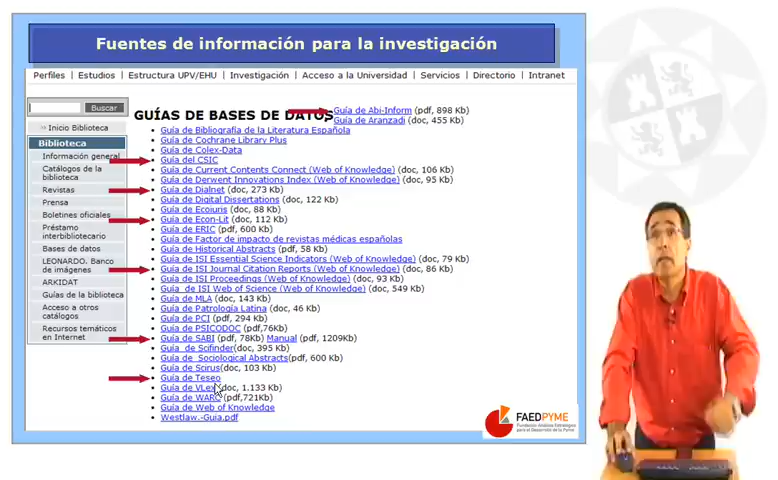 Fuentes de información para la investigación
Perfiles | Estudios | Estructura UPV/EHU | Investigación | Acceso a la Universidad | Servicios | Directorio | Intranet
Buscar
Inicio Biblioteca
Biblioteca
Información general
Catálogos de la
biblioteca
Revistas
Prensa
Boletines oficiales
Préstamo
interbibliotecario
Bases de datos
LEONARDO. Banco
de imágenes
ARKIDAT
Guías de la biblioteca
Acceso a otros
catálogos
Recursos temáticos
en Internet
GUÍAS DE BASES DE DATOS
Guía de Abi-Inform (pdf, 898 Kb)
Guía de Aranzadi (doc, 455 Kb)
Guía de Bibliografía de la Literatura Española
Guía de Cochrane Library Plus
Guía de Colex-Data
Guía del CSIC
Guía de Current Contents Connect (Web of Knowledge) (doc, 106 Kb)
Guía de Derwent Innovations Index (Web of Knowledge) (doc, 95 Kb)
Guía de Dialnet (doc, 273 Kb)
Guía de Digital Dissertations (doc, 122 Kb)
Guía de Ecoiuris (doc, 88 Kb)
Guía de Econ-Lit (doc, 112 Kb)
Guía de ERIC (pdf, 600 Kb)
Guía de Factor de impacto de revistas médicas españolas
Guía de Historical Abstracts (pdf, 58 Kb)
Guía de ISI Essential Science Indicators (Web of Knowledge) (doc, 79 Kb)
Guía de ISI Journal Citation Reports (Web of Knowledge) (doc, 86 Kb)
Guía de ISI Proceedings (Web of Knowledge) (doc, 93 Kb)
Guía de ISI Web of Science (Web of Knowledge) (doc, 549 Kb)
Guía de MLA (doc, 143 Kb)
Guía de Patrología Latina (doc, 46 Kb)
Guía de PCI (pdf, 294 Kb)
Guía de PSICODOC (pdf,76Kb)
Guía de SABI (pdf, 78Kb) Manual (pdf, 1209Kb)
Guía de Scifinder(doc, 395 Kb)
Guía de Sociological Abstracts(pdf, 600 Kb)
Guía de Scirus(doc, 103 Kb)
Guía de Teseo
Guía de VLex(doc, 1.133 Kb)
Guía de WARC (pdf,721Kb)
Guía de Web of Knowledge
Westlaw.-Guía.pdf
FAEDPYME
Fundación Análisis Estratégico
para el Desarrollo de la Pyme